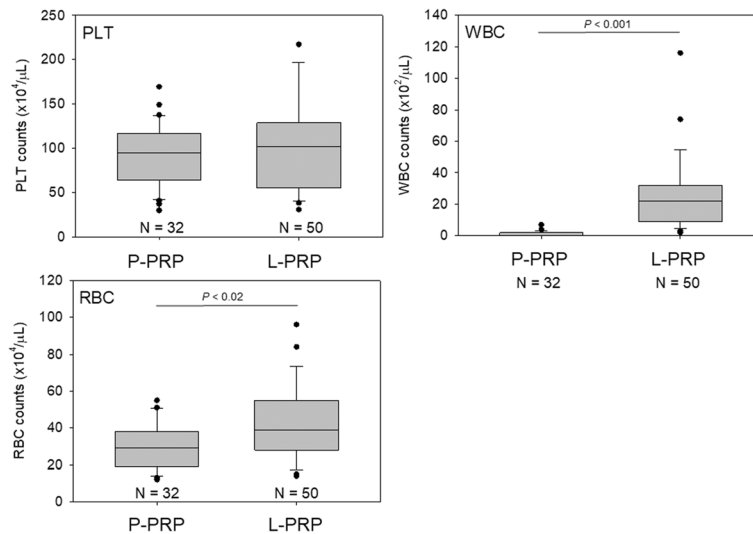 PLT
PLT counts (x10⁴/µL)
250
200
150
100
50
0
N = 32
N = 50
P-PRP
L-PRP
WBC
P < 0.001
WBC counts (x10²/µL)
140
120
100
80
60
40
20
0
P-PRP
L-PRP
N = 32
N = 50
RBC
P < 0.02
RBC counts (x10⁴/µL)
120
100
80
60
40
20
0
N = 32
N = 50
P-PRP
L-PRP